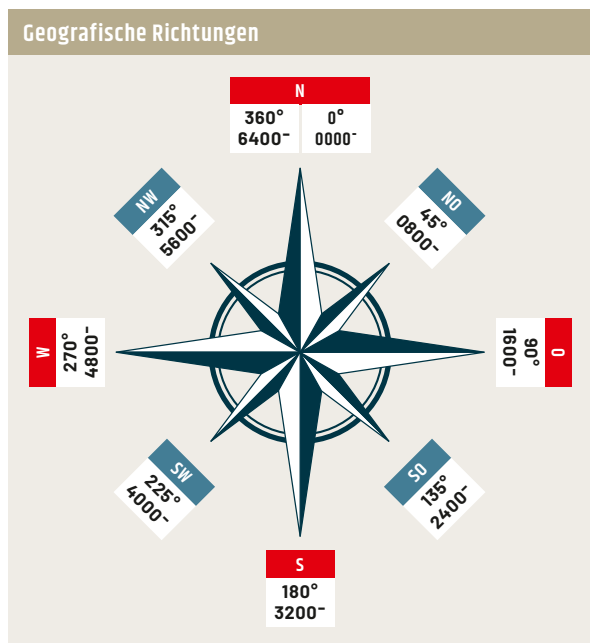 Geografische Richtungen
N
360° 0°
6400⁻ 0000⁻
NW
315°
5600⁻
NO
45°
0800⁻
W
270°
4800⁻
O
90°
1600⁻
SW
225°
4000⁻
SO
135°
2400⁻
S
180°
3200⁻